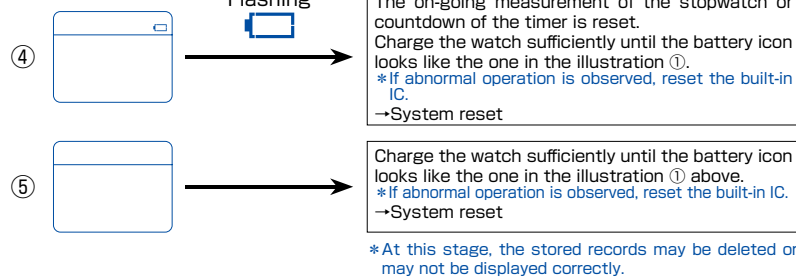 Flashing
The on-going measurement of the stopwatch or
countdown of the timer is reset.
Charge the watch sufficiently until the battery icon
looks like the one in the illustration ①.
*If abnormal operation is observed, reset the built-in
IC.
→System reset
④
Charge the watch sufficiently until the battery icon
looks like the one in the illustration ① above.
*If abnormal operation is observed, reset the built-in IC.
→System reset
⑤
*At this stage, the stored records may be deleted or
may not be displayed correctly.